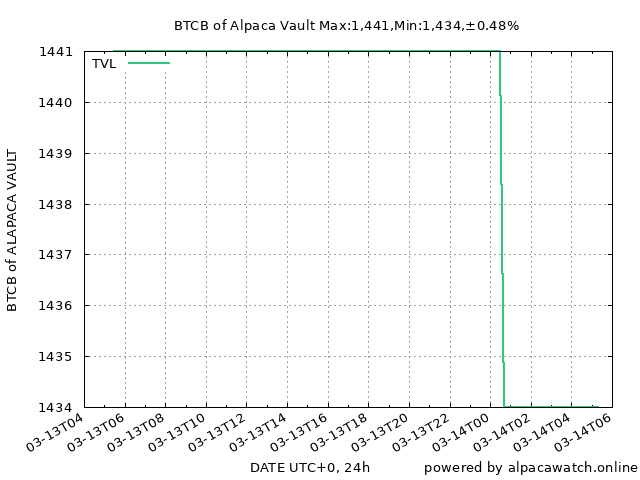 BTCB of Alpaca Vault Max:1,441,Min:1,434,±0.48%
TVL
1441
1440
1439
1438
1437
1436
1435
1434
BTCB of ALAPACA VAULT
03-13T04
03-13T06
03-13T08
03-13T10
03-13T12
03-13T14
03-13T16
03-13T18
03-13T20
03-13T22
03-14T00
03-14T02
03-14T04
03-14T06
DATE UTC+0, 24h
powered by alpacawatch.online